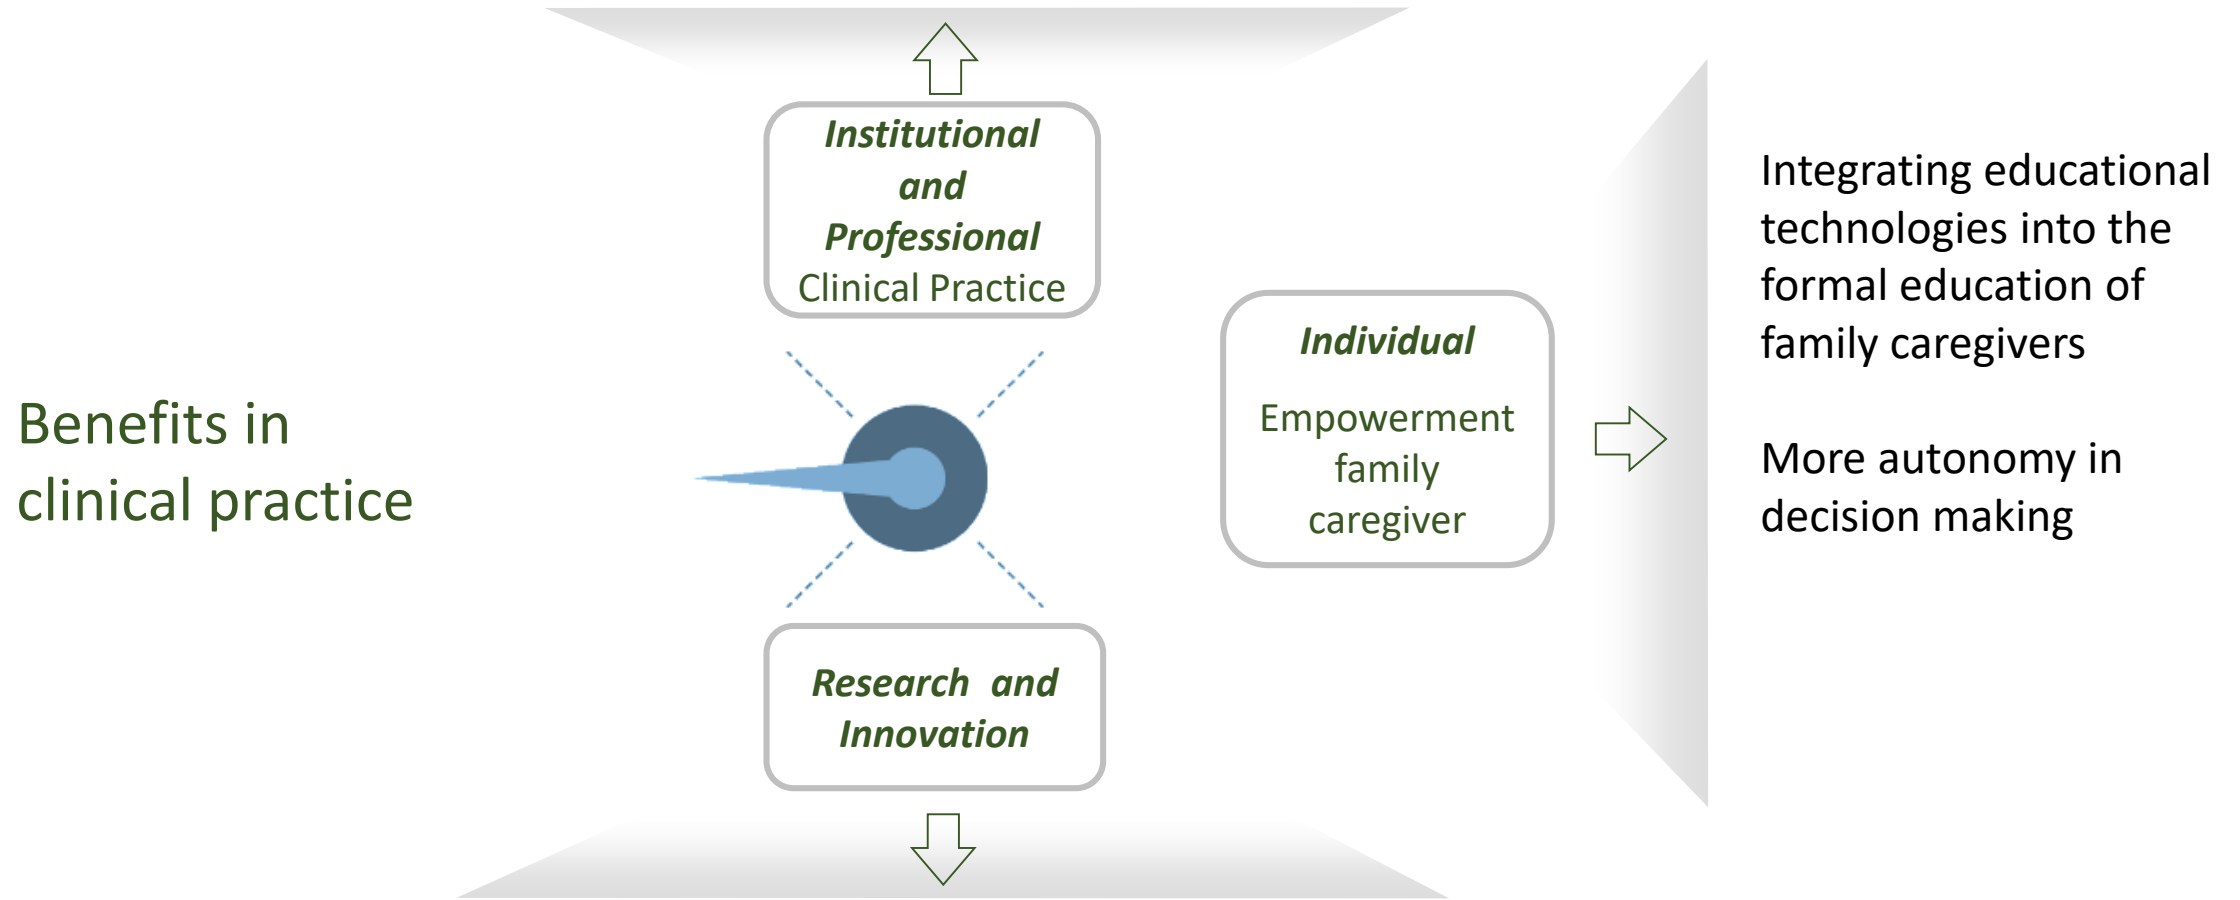 Institutional
and
Professional
Clinical Practice
Individual
Empowerment
family
caregiver
Integrating educational
technologies into the
formal education of
family caregivers
More autonomy in
decision making
Benefits in
clinical practice
Research and
Innovation